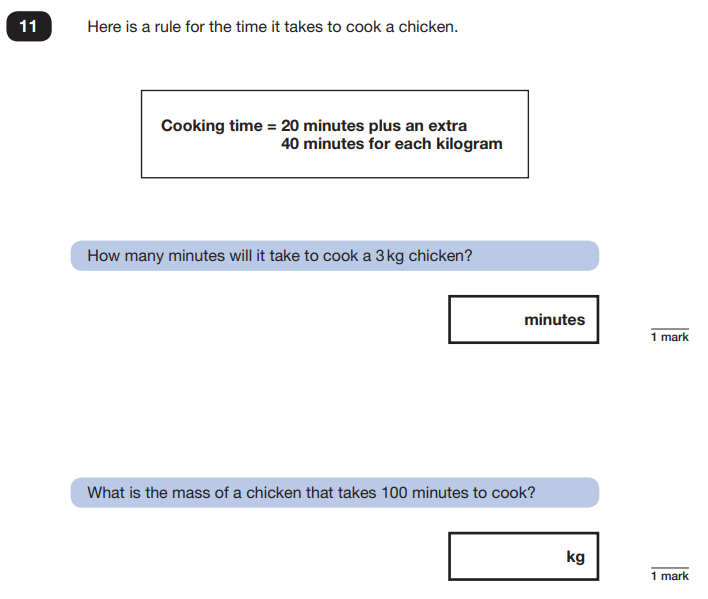 11
Here is a rule for the time it takes to cook a chicken.
Cooking time = 20 minutes plus an extra
40 minutes for each kilogram
How many minutes will it take to cook a 3 kg chicken?
minutes
1 mark
What is the mass of a chicken that takes 100 minutes to cook?
kg
1 mark